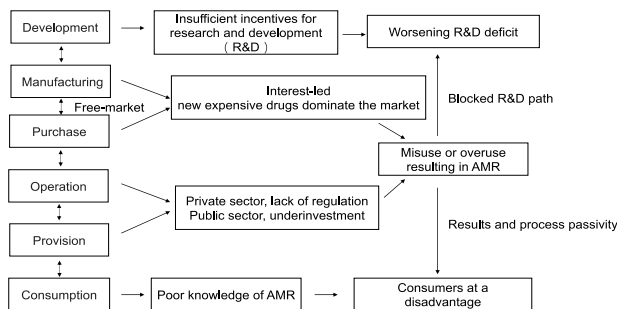 Development
Insufficient incentives for
research and development
( R&D )
Worsening R&D deficit
Manufacturing
Interest-led
new expensive drugs dominate the market
Free-market
Blocked R&D path
Purchase
Misuse or overuse
resulting in AMR
Operation
Private sector, lack of regulation
Public sector, underinvestment
Results and process passivity
Provision
Consumption
Poor knowledge of AMR
Consumers at a
disadvantage